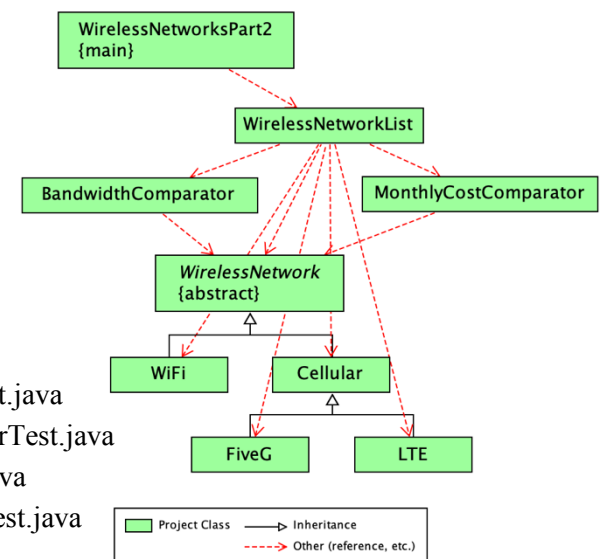 WirelessNetworksPart2
{main}
WirelessNetworkList
BandwidthComparator
MonthlyCostComparator
WirelessNetwork
{abstract}
WiFi
Cellular
t.java
rTest.java
FiveG
LTE
va
est.java
Project Class
Inheritance
Other (reference, etc.)